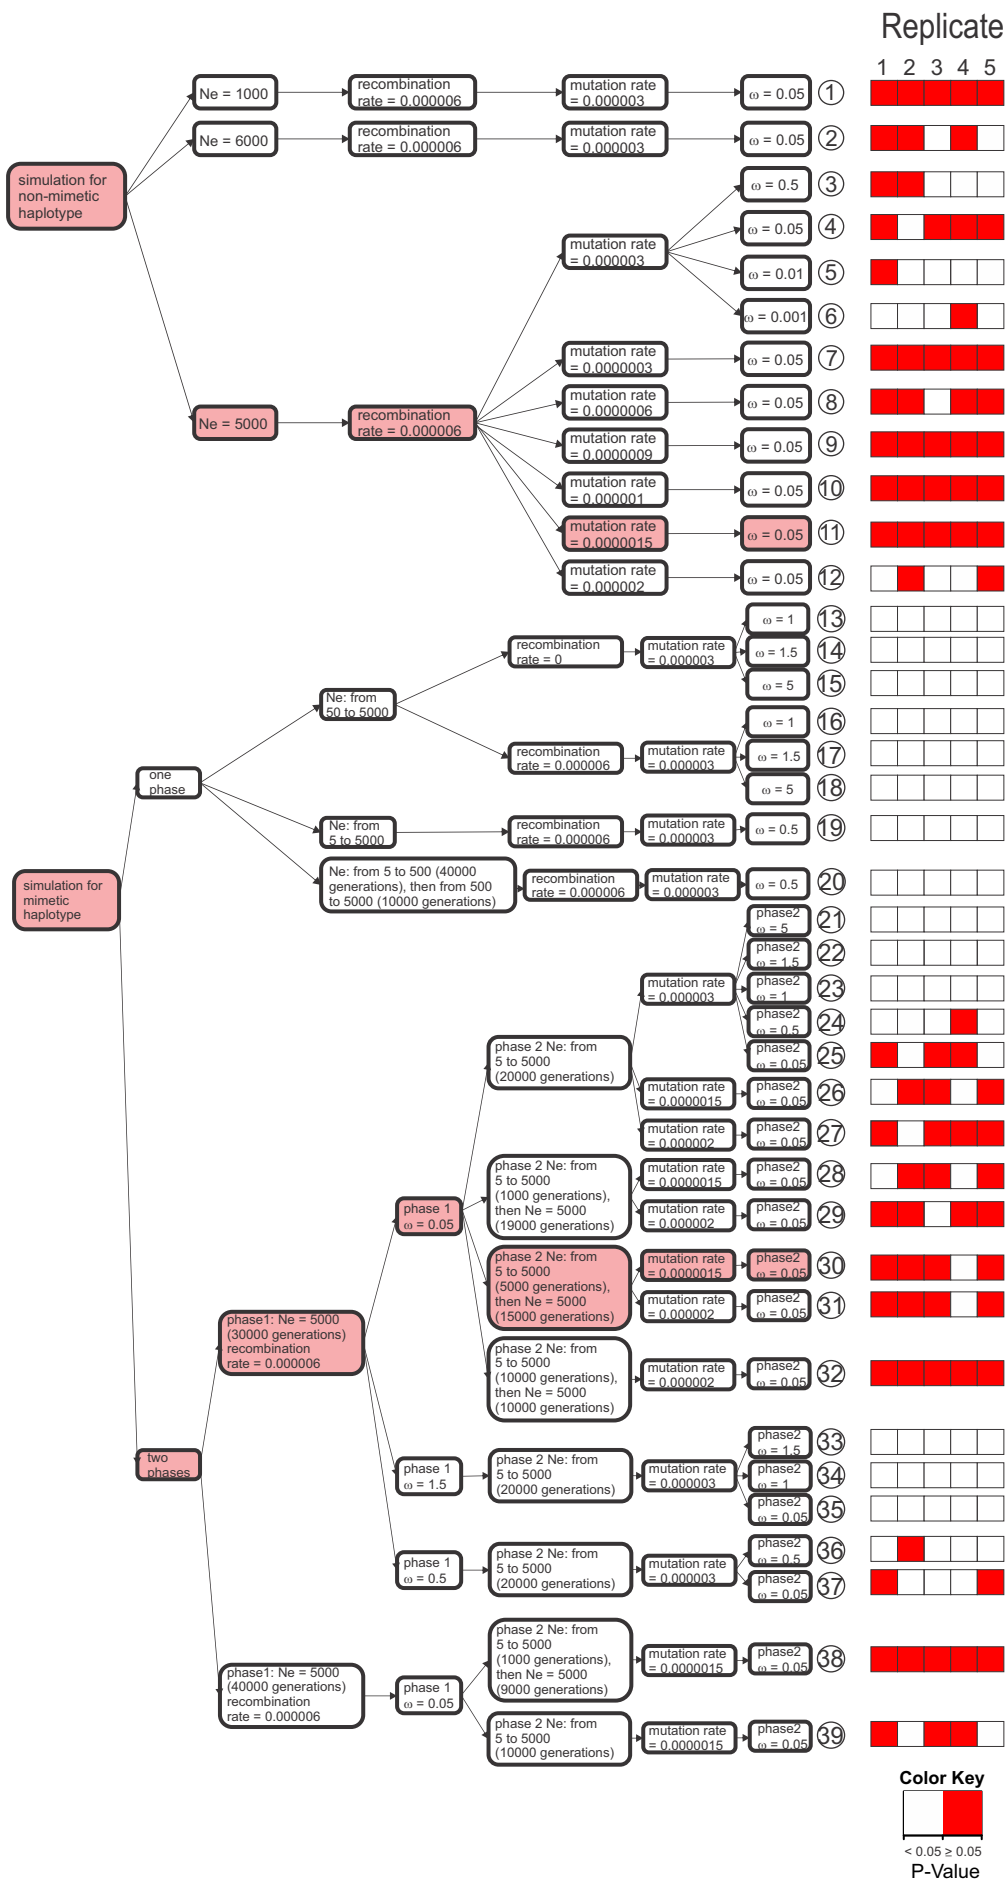 Replicate
1 2 3 4 5
Ne = 1000
recombination
rate = 0.000006
mutation rate
= 0.000003
ω = 0.05
1
Ne = 6000
recombination
rate = 0.000006
mutation rate
= 0.000003
ω = 0.05
2
simulation for
non-mimetic
haplotype
Ne = 5000
recombination
rate = 0.000006
mutation rate
= 0.000003
ω = 0.5
3
ω = 0.05
4
ω = 0.01
5
ω = 0.001
6
mutation rate
= 0.0000003
ω = 0.05
7
mutation rate
= 0.0000006
ω = 0.05
8
mutation rate
= 0.0000009
ω = 0.05
9
mutation rate
= 0.000001
ω = 0.05
10
mutation rate
= 0.0000015
ω = 0.05
11
mutation rate
= 0.000002
ω = 0.05
12
simulation for
mimetic
haplotype
one
phase
Ne: from
50 to 5000
recombination
rate = 0
mutation rate
= 0.000003
ω = 1
13
ω = 1.5
14
ω = 5
15
recombination
rate = 0.000006
mutation rate
= 0.000003
ω = 1
16
ω = 1.5
17
ω = 5
18
Ne: from
5 to 5000
recombination
rate = 0.000006
mutation rate
= 0.000003
ω = 0.5
19
Ne: from 5 to 500 (40000
generations), then from 500
to 5000 (10000 generations)
recombination
rate = 0.000006
mutation rate
= 0.000003
ω = 0.5
20
two
phases
phase1: Ne = 5000
(30000 generations)
recombination
rate = 0.000006
phase 1
ω = 0.05
phase 2 Ne: from
5 to 5000
(20000 generations)
mutation rate
= 0.000003
phase2
ω = 5
21
phase2
ω = 1.5
22
phase2
ω = 1
23
phase2
ω = 0.5
24
phase2
ω = 0.05
25
mutation rate
= 0.0000015
phase2
ω = 0.05
26
mutation rate
= 0.000002
phase2
ω = 0.05
27
phase 2 Ne: from
5 to 5000
(1000 generations),
then Ne = 5000
(19000 generations)
mutation rate
= 0.0000015
phase2
ω = 0.05
28
mutation rate
= 0.000002
phase2
ω = 0.05
29
phase 2 Ne: from
5 to 5000
(5000 generations),
then Ne = 5000
(15000 generations)
mutation rate
= 0.0000015
phase2
ω = 0.05
30
mutation rate
= 0.000002
phase2
ω = 0.05
31
phase 2 Ne: from
5 to 5000
(10000 generations),
then Ne = 5000
(10000 generations)
mutation rate
= 0.000002
phase2
ω = 0.05
32
phase 1
ω = 1.5
phase 2 Ne: from
5 to 5000
(20000 generations)
mutation rate
= 0.000003
phase2
ω = 1.5
33
phase2
ω = 1
34
phase2
ω = 0.05
35
phase 1
ω = 0.5
phase 2 Ne: from
5 to 5000
(20000 generations)
mutation rate
= 0.000003
phase2
ω = 0.5
36
phase2
ω = 0.05
37
phase1: Ne = 5000
(40000 generations)
recombination
rate = 0.000006
phase 1
ω = 0.05
phase 2 Ne: from
5 to 5000
(1000 generations),
then Ne = 5000
(9000 generations)
mutation rate
= 0.0000015
phase2
ω = 0.05
38
phase 2 Ne: from
5 to 5000
(10000 generations)
mutation rate
= 0.0000015
phase2
ω = 0.05
39
Color Key
< 0.05 ≥ 0.05
P-Value